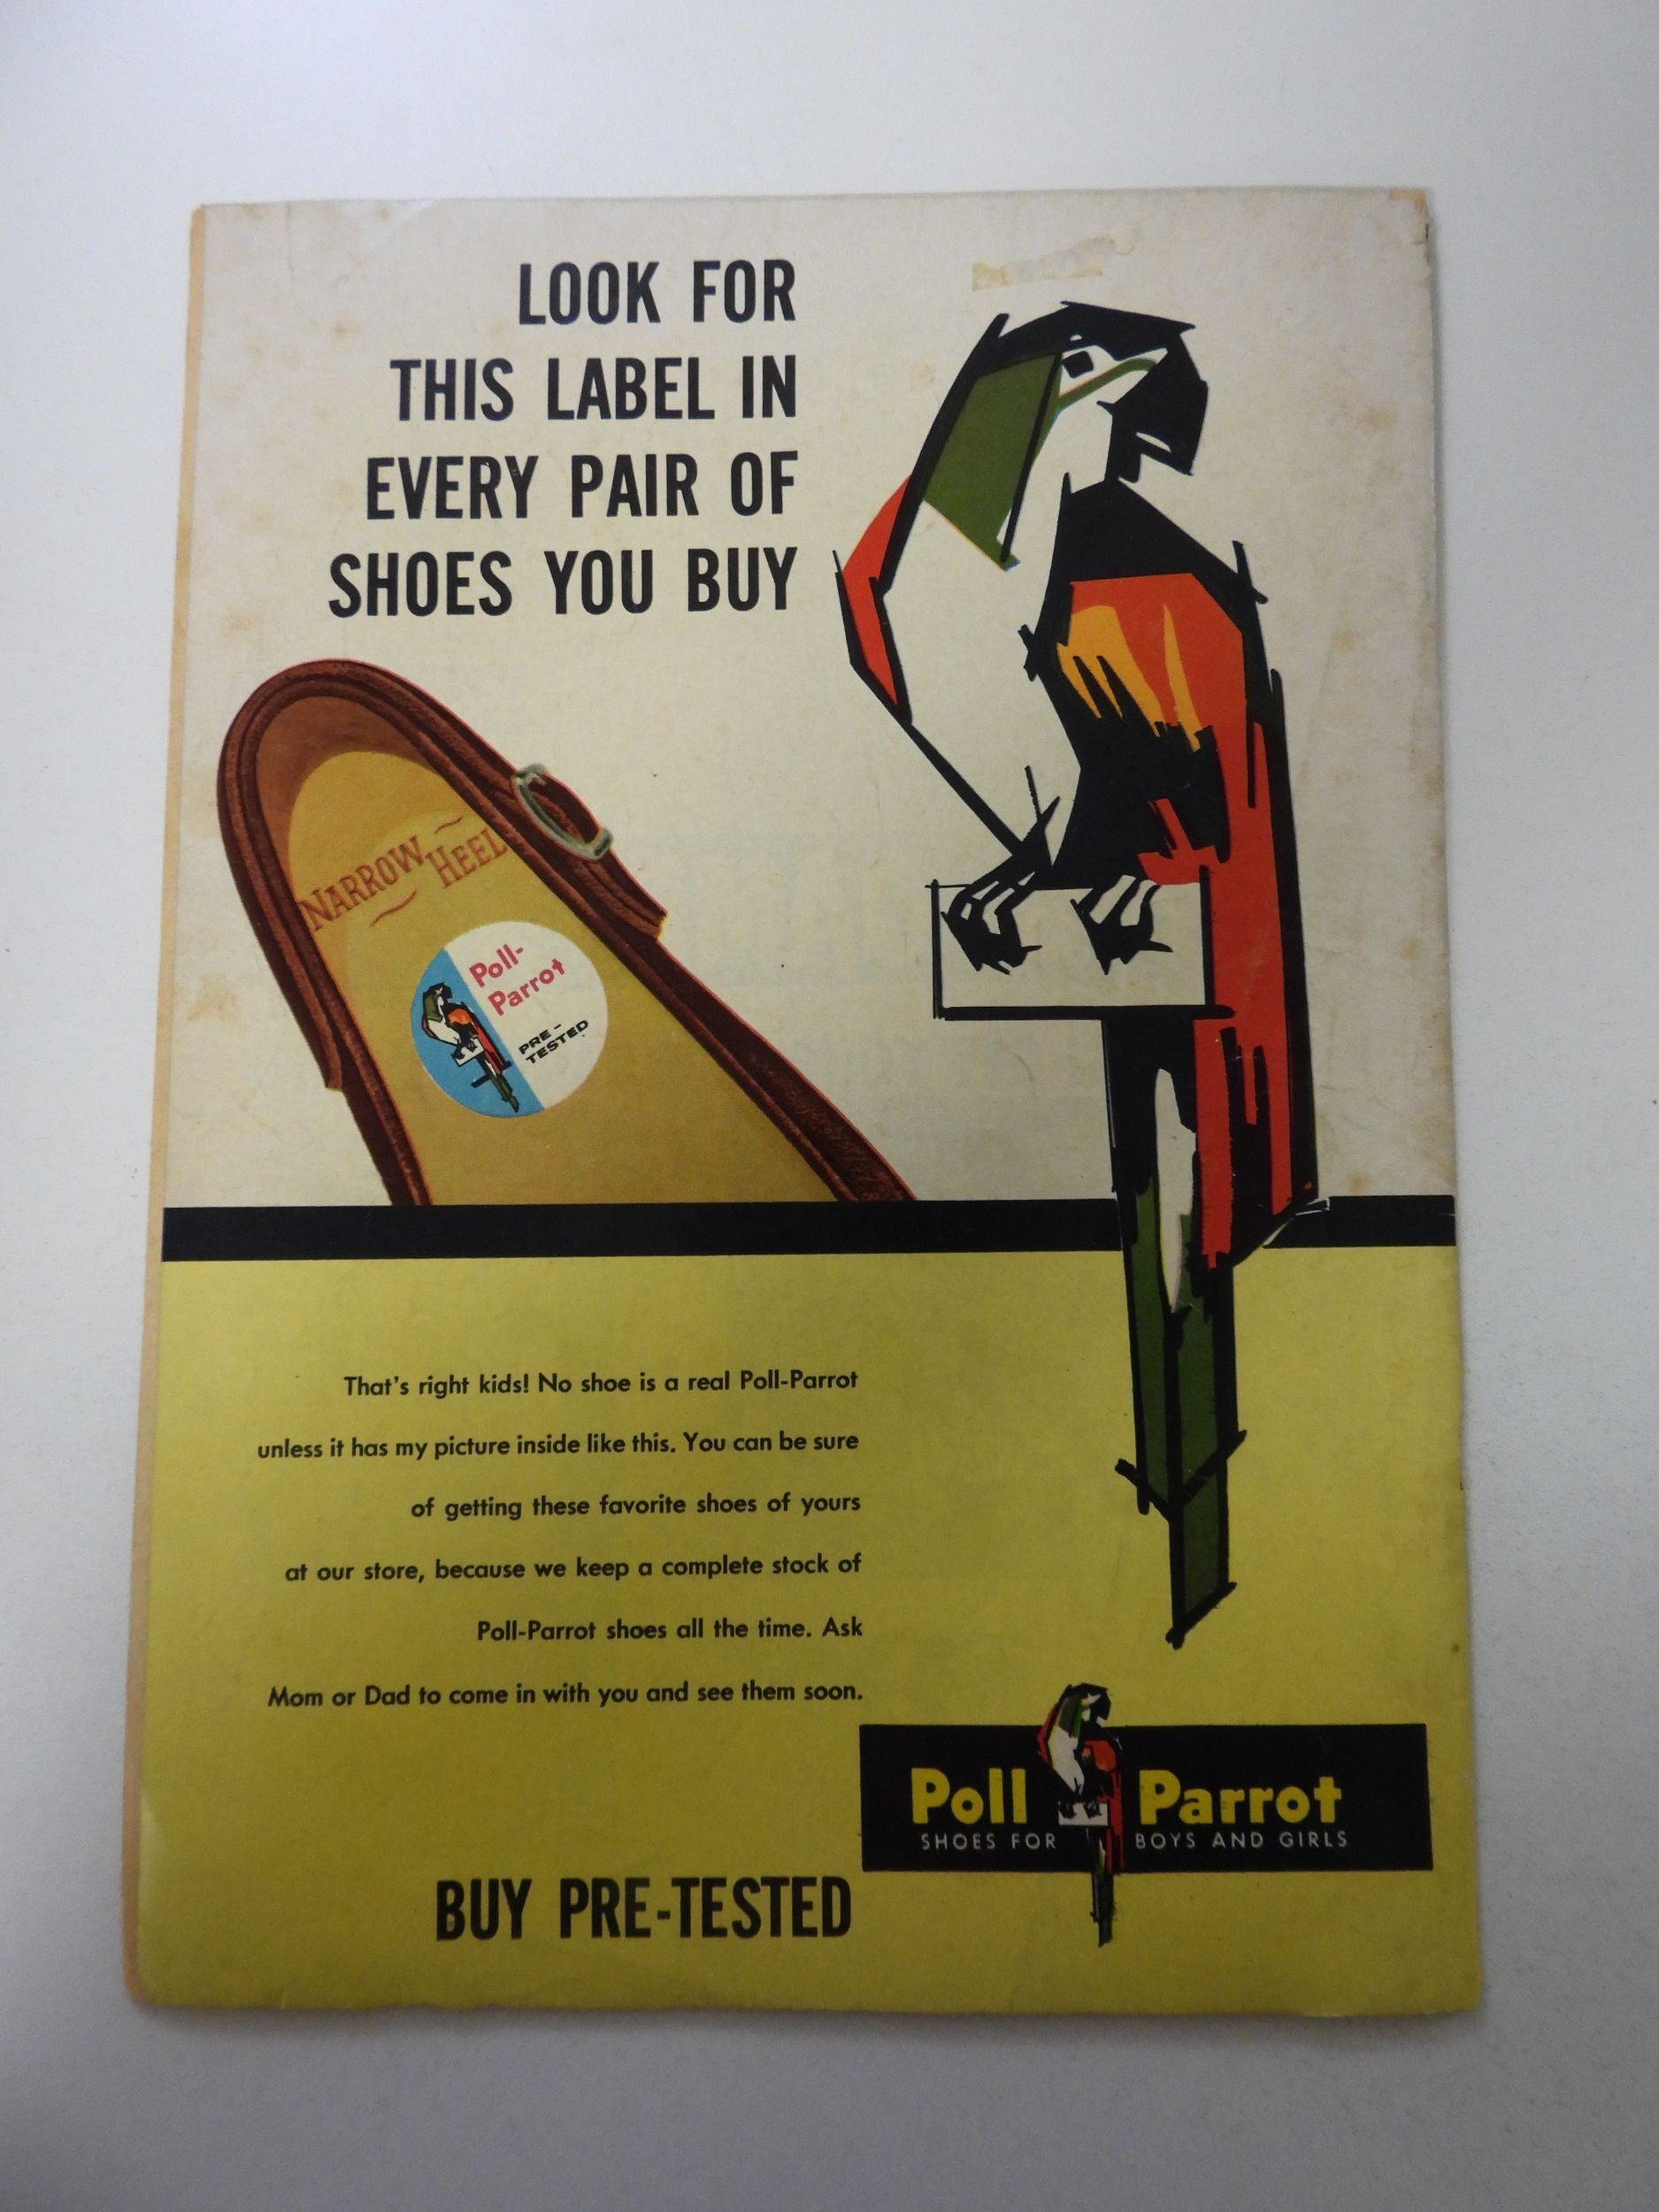 LOOK FOR
THIS LABEL IN
EVERY PAIR OF
SHOES YOU BUY
NARROW
HEEL
Poll-
Parrot
PRE-
TESTED
That's right kids! No shoe is a real Poll-Parrot
unless it has my picture inside like this. You can be sure
of getting these favorite shoes of yours
at our store, because we keep a complete stock of
Poll-Parrot shoes all the time. Ask
Mom or Dad to come in with you and see them soon.
Poll Parrot
SHOES FOR BOYS AND GIRLS
BUY PRE-TESTED